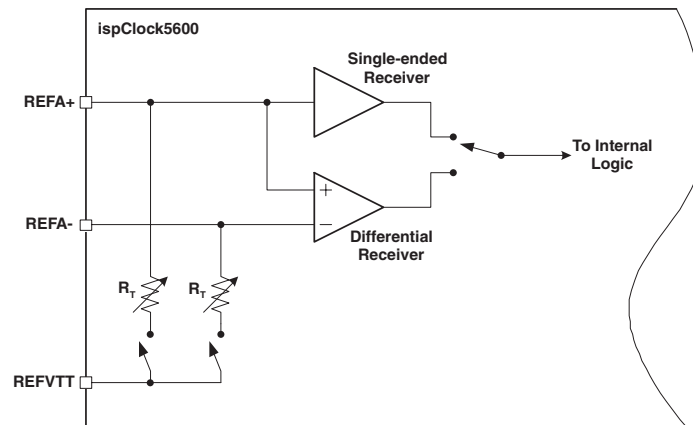 ispClock5600
Single-ended
Receiver
REFA+
To Internal
Logic
+
REFA-
–
Differential
Receiver
RT
RT
REFVTT